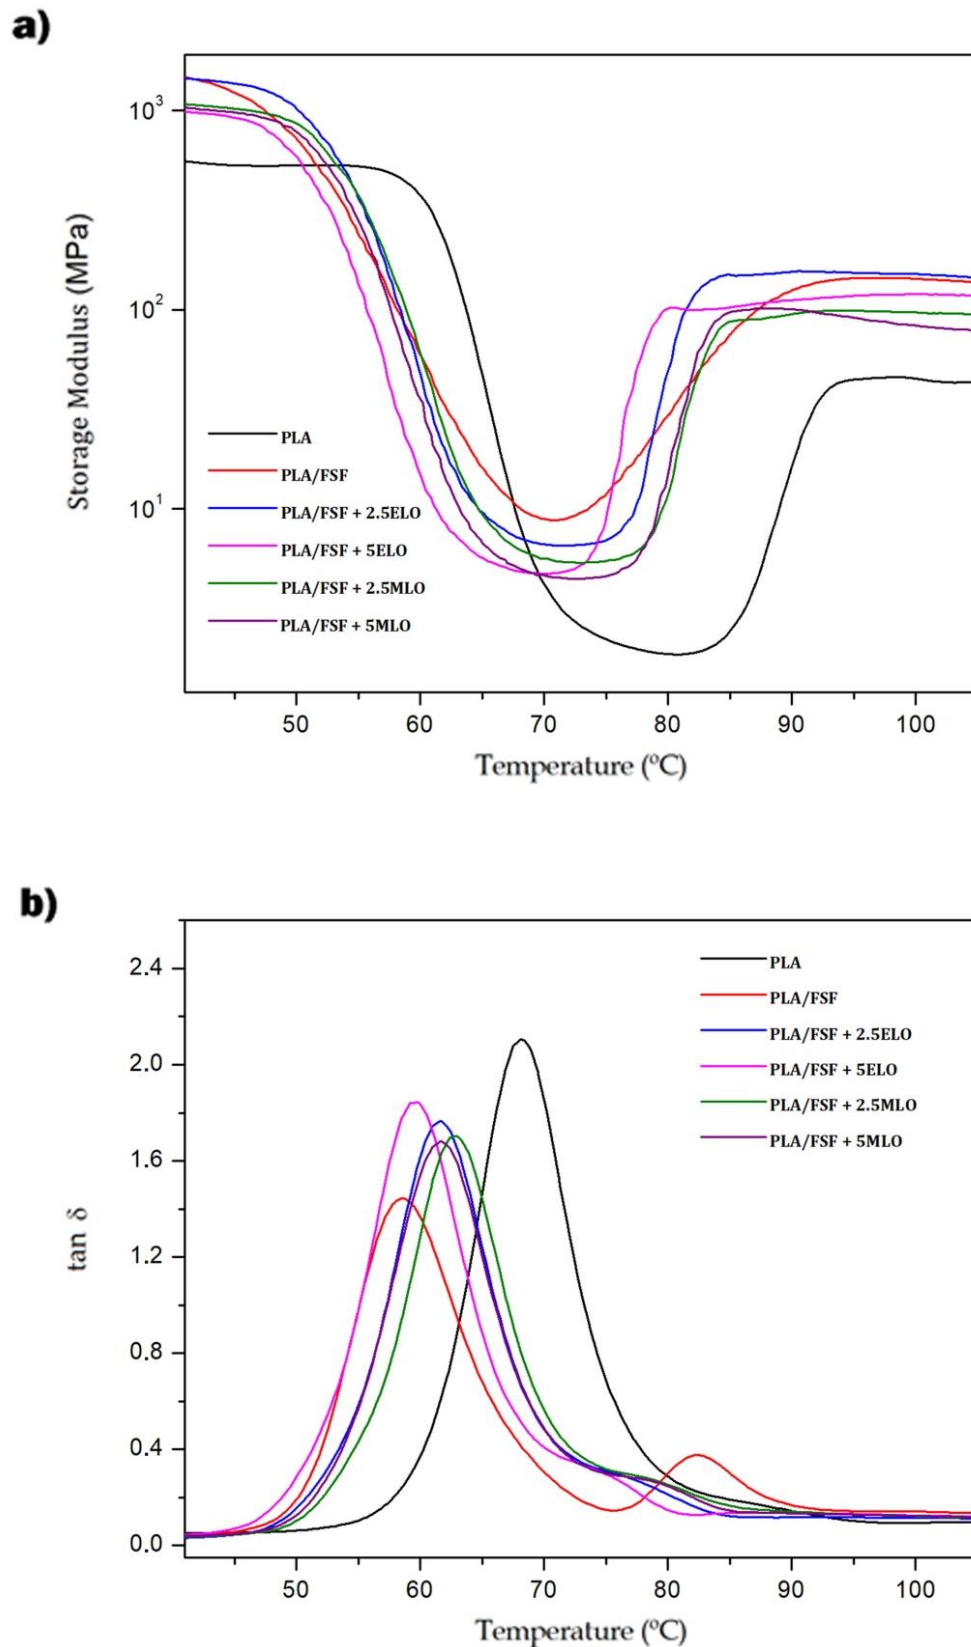 a)
10³
10²
10¹
Storage Modulus (MPa)
PLA
PLA/FSF
PLA/FSF + 2.5ELO
PLA/FSF + 5ELO
PLA/FSF + 2.5MLO
PLA/FSF + 5MLO
50 60 70 80 90 100
Temperature (ºC)
b)
2.4
2.0
1.6
1.2
0.8
0.4
0.0
tan δ
PLA
PLA/FSF
PLA/FSF + 2.5ELO
PLA/FSF + 5ELO
PLA/FSF + 2.5MLO
PLA/FSF + 5MLO
50 60 70 80 90 100
Temperature (ºC)